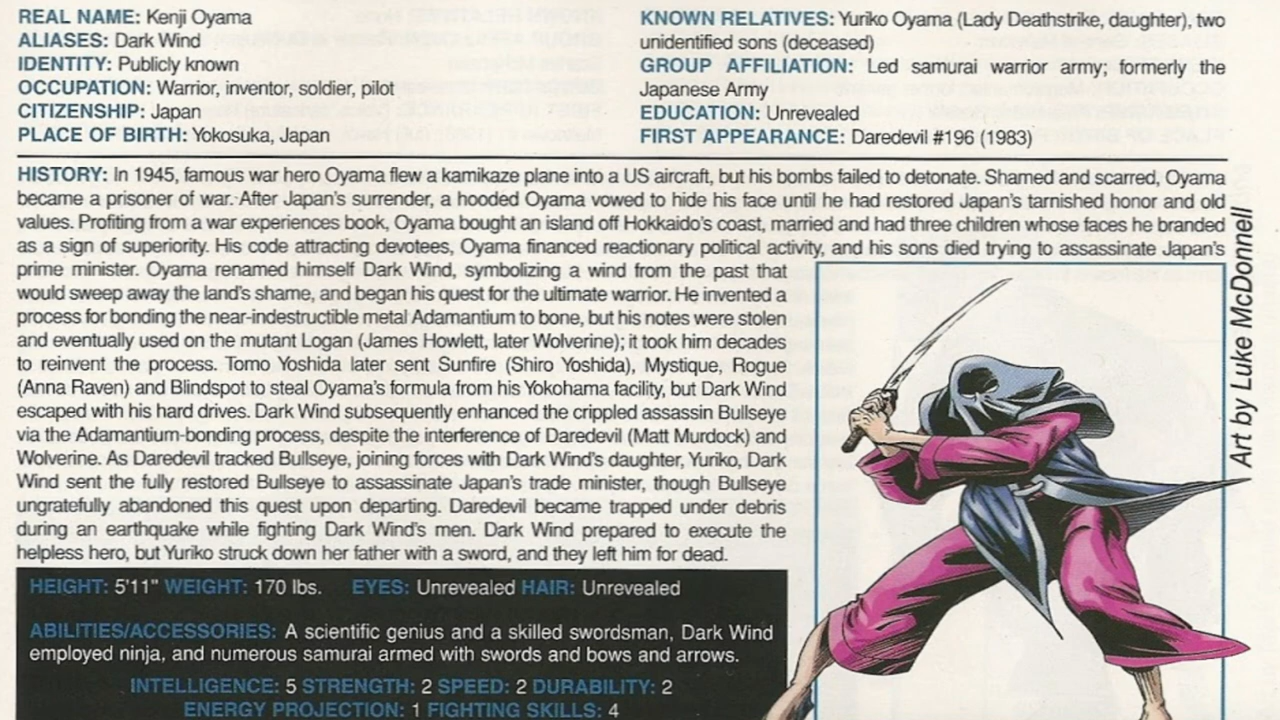 REAL NAME: Kenji Oyama
ALIASES: Dark Wind
IDENTITY: Publicly known
OCCUPATION: Warrior, inventor, soldier, pilot
CITIZENSHIP: Japan
PLACE OF BIRTH: Yokosuka, Japan
KNOWN RELATIVES: Yuriko Oyama (Lady Deathstrike, daughter), two
unidentified sons (deceased)
GROUP AFFILIATION: Led samurai warrior army; formerly the
Japanese Army
EDUCATION: Unrevealed
FIRST APPEARANCE: Daredevil #196 (1983)
HISTORY: In 1945, famous war hero Oyama flew a kamikaze plane into a US aircraft, but his bombs failed to detonate. Shamed and scarred, Oyama
became a prisoner of war. After Japan's surrender, a hooded Oyama vowed to hide his face until he had restored Japan's tarnished honor and old
values. Profiting from a war experiences book, Oyama bought an island off Hokkaido's coast, married and had three children whose faces he branded
as a sign of superiority. His code attracting devotees, Oyama financed reactionary political activity, and his sons died trying to assassinate Japan's
prime minister. Oyama renamed himself Dark Wind, symbolizing a wind from the past that
would sweep away the land's shame, and began his quest for the ultimate warrior. He invented a
process for bonding the near-indestructible metal Adamantium to bone, but his notes were stolen
and eventually used on the mutant Logan (James Howlett, later Wolverine); it took him decades
to reinvent the process. Tomo Yoshida later sent Sunfire (Shiro Yoshida), Mystique, Rogue
(Anna Raven) and Blindspot to steal Oyama's formula from his Yokohama facility, but Dark Wind
escaped with his hard drives. Dark Wind subsequently enhanced the crippled assassin Bullseye
via the Adamantium-bonding process, despite the interference of Daredevil (Matt Murdock) and
Wolverine. As Daredevil tracked Bullseye, joining forces with Dark Wind's daughter, Yuriko, Dark
Wind sent the fully restored Bullseye to assassinate Japan's trade minister, though Bullseye
ungratefully abandoned this quest upon departing. Daredevil became trapped under debris
during an earthquake while fighting Dark Wind's men. Dark Wind prepared to execute the
helpless hero, but Yuriko struck down her father with a sword, and they left him for dead.
Art by Luke McDonnell
HEIGHT: 5'11" WEIGHT: 170 lbs. EYES: Unrevealed HAIR: Unrevealed
ABILITIES/ACCESSORIES: A scientific genius and a skilled swordsman, Dark Wind
employed ninja, and numerous samurai armed with swords and bows and arrows.
INTELLIGENCE: 5 STRENGTH: 2 SPEED: 2 DURABILITY: 2
ENERGY PROJECTION: 1 FIGHTING SKILLS: 4